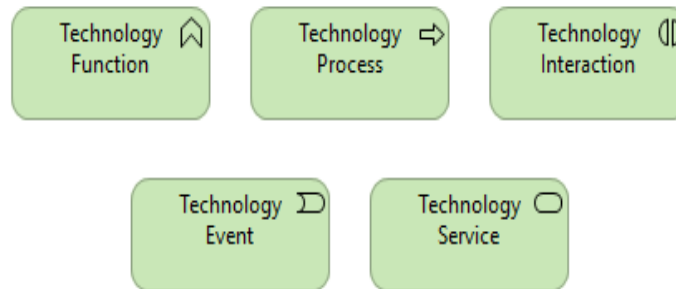 Technology
Function
Technology
Process
Technology
Interaction
Technology
Event
Technology
Service